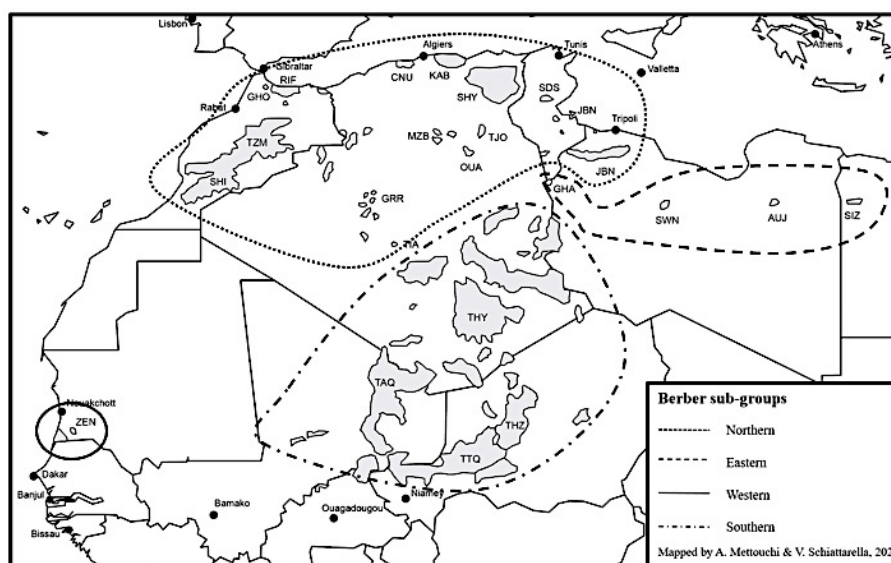 Lisbon
Algiers
Tunis
Athens
Gibraltar
RIF
CNU
KAB
Valletta
GHO
SHY
SDS
Rabat
JBN
Tripoli
TZM
MZB
TJO
OUA
JBN
SHI
GRR
GHA
SWN
AUJ
SIZ
TIA
THY
TAQ
Nouakchott
ZEN
THZ
TTQ
Dakar
Banjul
Bamako
Niamey
Ouagadougou
Bissau
Berber sub-groups
Northern
Eastern
Western
Southern
Mapped by A. Mettouchi & V. Schiattarella,